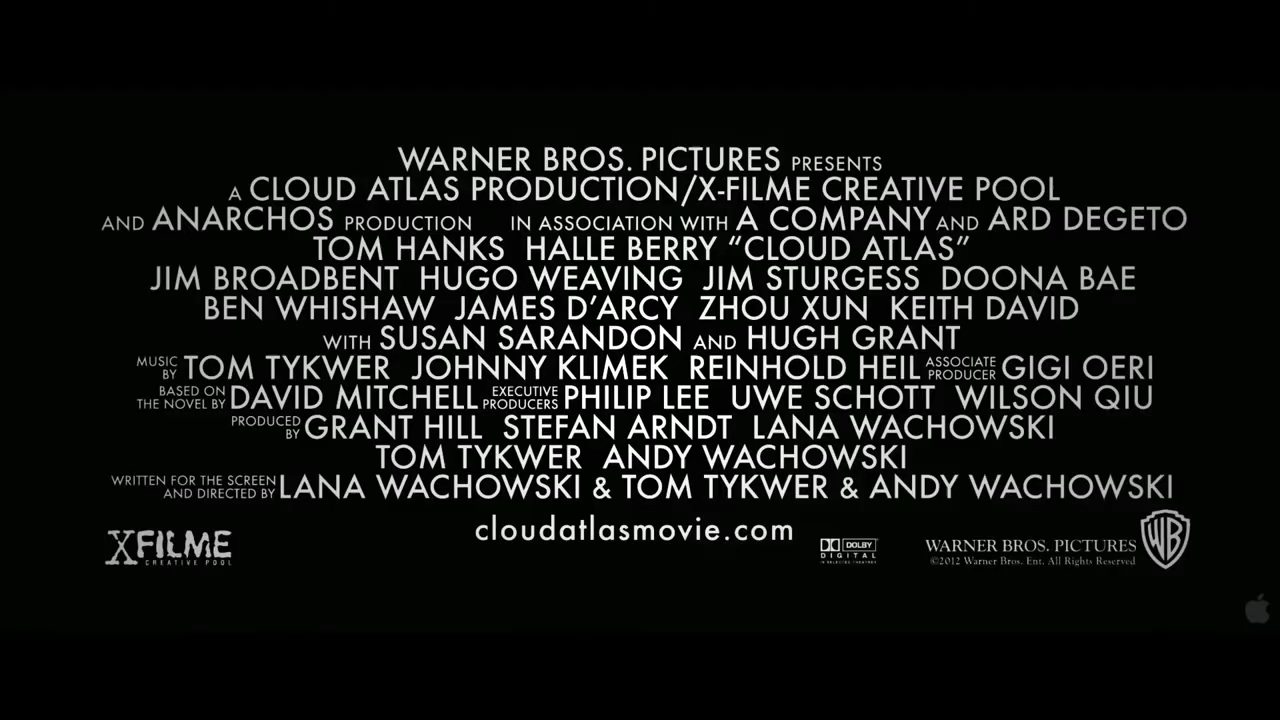 WARNER BROS. PICTURES PRESENTS
A CLOUD ATLAS PRODUCTION/X-FILME CREATIVE POOL
AND ANARCHOS PRODUCTION IN ASSOCIATION WITH A COMPANY AND ARD DEGETO
TOM HANKS HALLE BERRY “CLOUD ATLAS”
JIM BROADBENT HUGO WEAVING JIM STURGESS DOONA BAE
BEN WHISHAW JAMES D’ARCY ZHOU XUN KEITH DAVID
WITH SUSAN SARANDON AND HUGH GRANT
MUSIC BY TOM TYKWER JOHNNY KLIMEK REINHOLD HEIL ASSOCIATE PRODUCER GIGI OERI
BASED ON THE NOVEL BY DAVID MITCHELL EXECUTIVE PRODUCERS PHILIP LEE UWE SCHOTT WILSON QIU
PRODUCED BY GRANT HILL STEFAN ARNDT LANA WACHOWSKI
TOM TYKWER ANDY WACHOWSKI
WRITTEN FOR THE SCREEN AND DIRECTED BY LANA WACHOWSKI & TOM TYKWER & ANDY WACHOWSKI
cloudatlasmovie.com
XFILME
CREATIVE POOL
DOLBY
DIGITAL
IN SELECTED THEATRES
WARNER BROS. PICTURES
©2012 Warner Bros. Ent. All Rights Reserved
WB